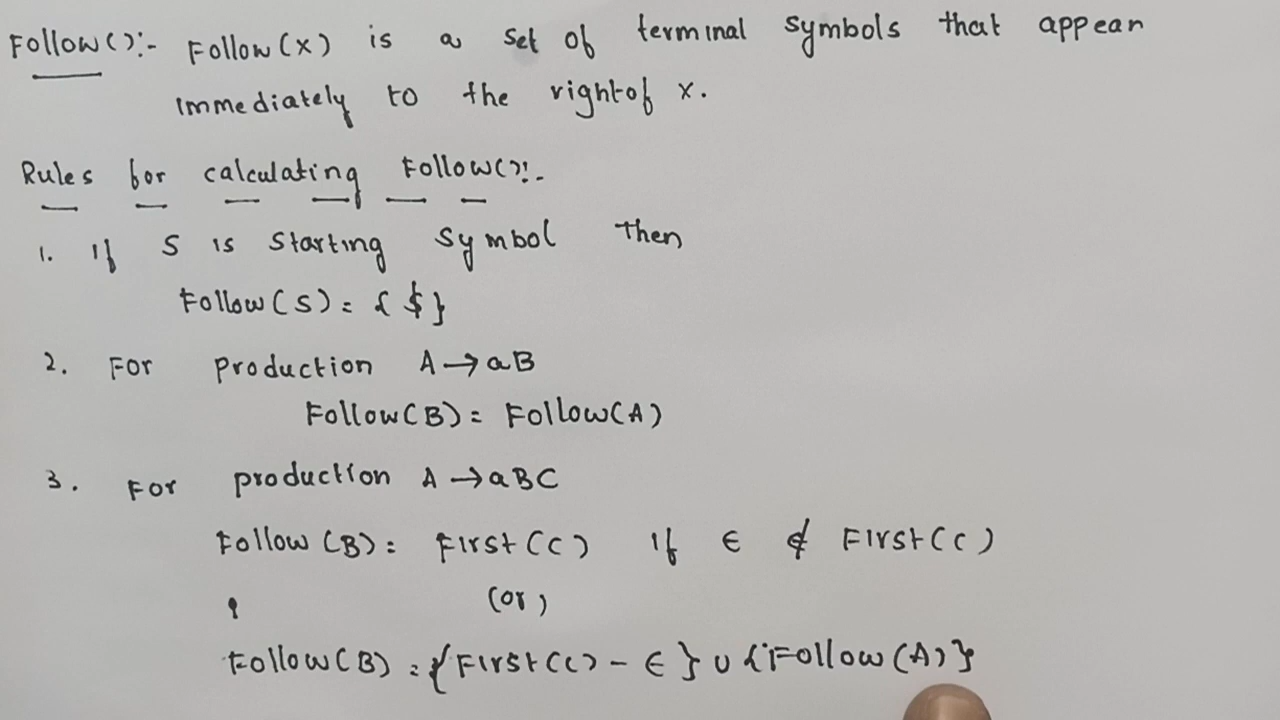 Follow():- Follow(x) is a set of terminal symbols that appear
immediately to the right of x.
Rules for calculating Follow():-
1. If S is starting symbol then
Follow(S) = {$}
2. For production A→aB
Follow(B) = Follow(A)
3. For production A→aBC
Follow(B) = First(C) if ε ∉ First(C)
(or)
Follow(B) = {First(C) - ε} ∪ {Follow(A)}